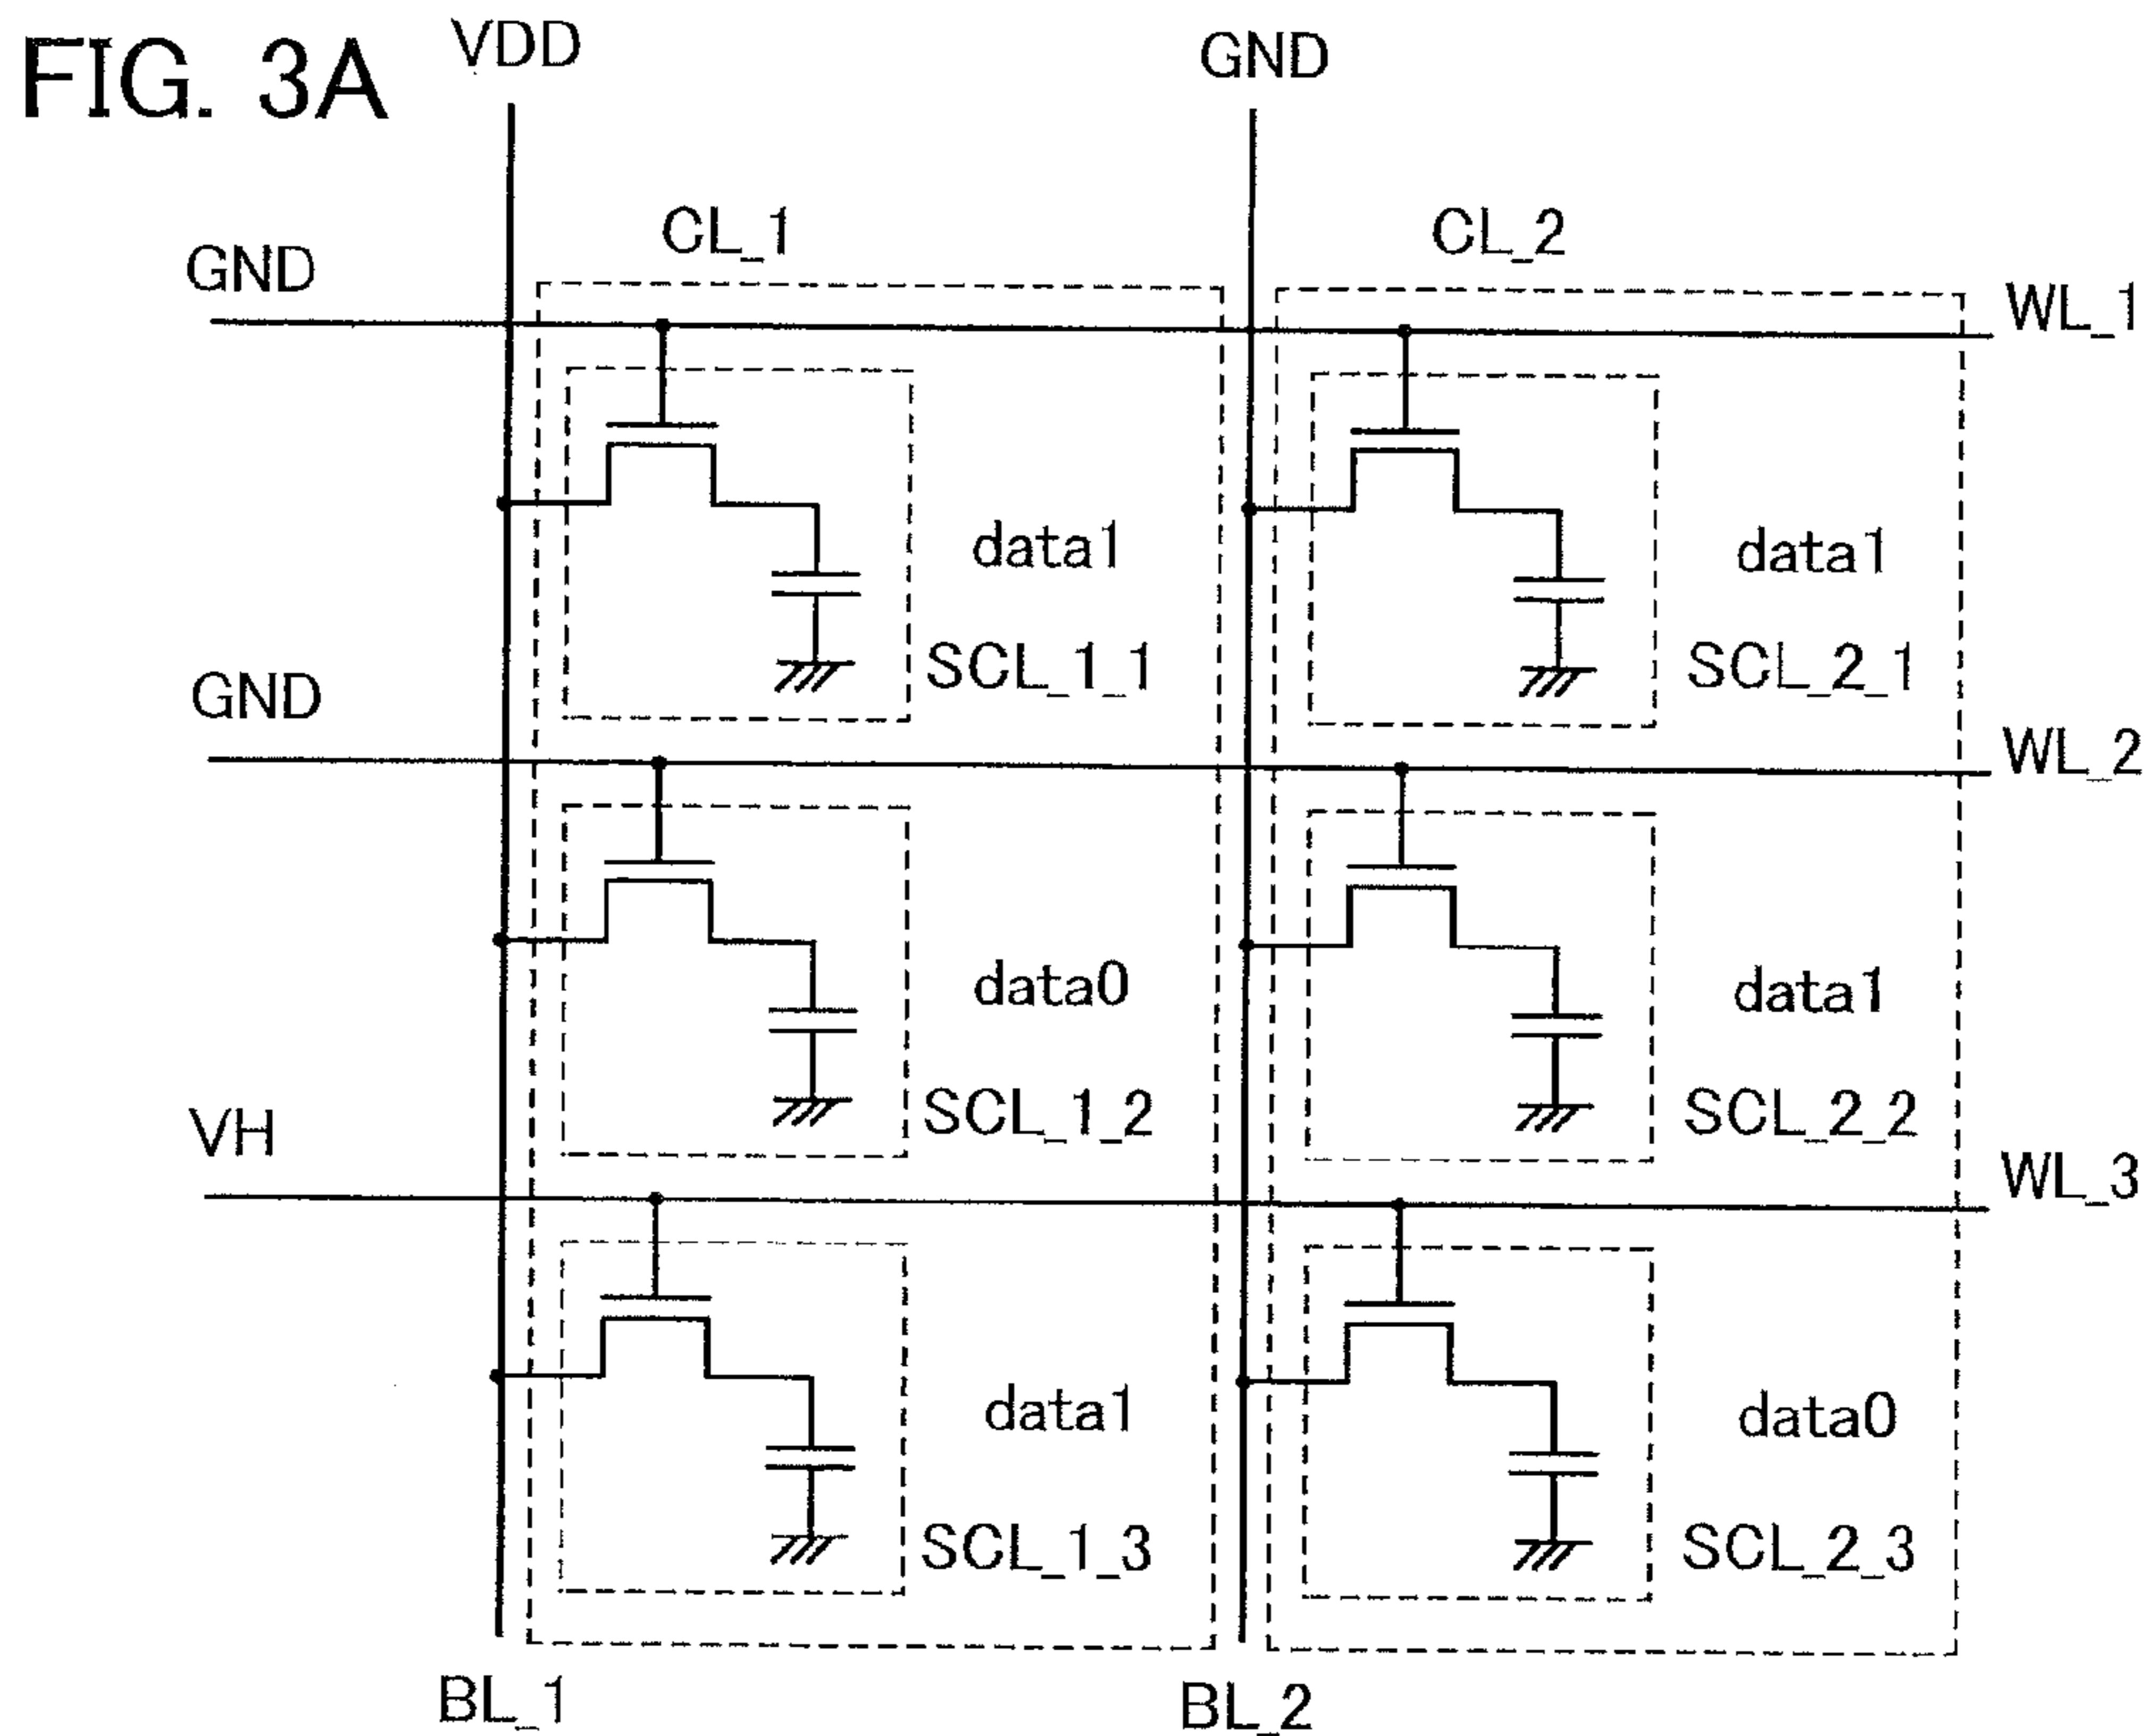 FIG. 3A
VDD
GND
CL_1
CL_2
GND
WL_1
data1
data1
SCL_1_1
SCL_2_1
GND
WL_2
data0
data1
SCL_1_2
SCL_2_2
VH
WL_3
data1
data0
SCL_1_3
SCL_2_3
BL_1
BL_2